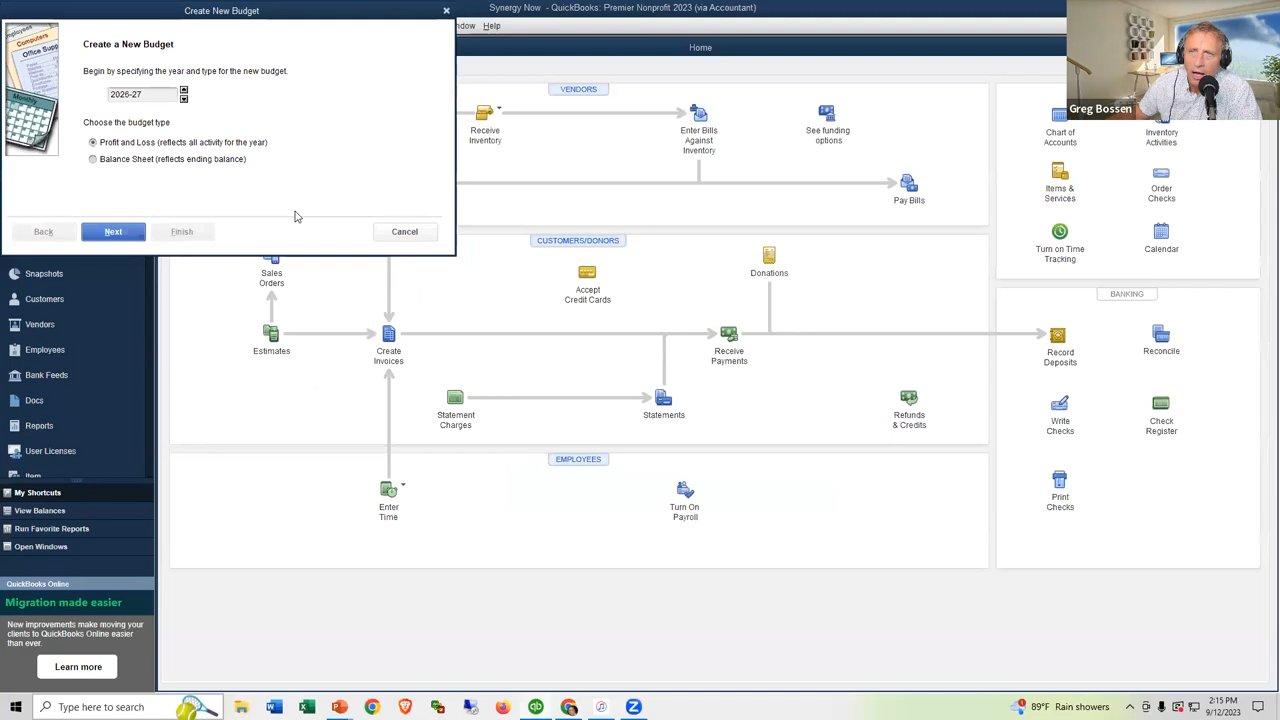 Create New Budget
Synergy Now - QuickBooks: Premier Nonprofit 2023 (via Accountant)
Computers
Office Supp
Monthly
Create a New Budget
Begin by specifying the year and type for the new budget.
2026-27
Choose the budget type
Profit and Loss (reflects all activity for the year)
Balance Sheet (reflects ending balance)
Back
Next
Finish
Cancel
ndow
Help
Home
Greg Bossen
VENDORS
Receive
Inventory
Enter Bills
Against
Inventory
See funding
options
Pay Bills
Chart of
Accounts
Inventory
Activities
Items &
Services
Order
Checks
Turn on Time
Tracking
Calendar
CUSTOMERS/DONORS
Sales
Orders
Accept
Credit Cards
Donations
Estimates
Create
Invoices
Receive
Payments
Statement
Charges
Statements
Refunds
& Credits
BANKING
Record
Deposits
Reconcile
Write
Checks
Check
Register
Print
Checks
EMPLOYEES
Enter
Time
Turn On
Payroll
Snapshots
Customers
Vendors
Employees
Bank Feeds
Docs
Reports
User Licenses
Item
My Shortcuts
View Balances
Run Favorite Reports
Open Windows
QuickBooks Online
Migration made easier
New improvements make moving your
clients to QuickBooks Online easier
than ever.
Learn more
Type here to search
89°F Rain showers
2:15 PM
9/12/2023